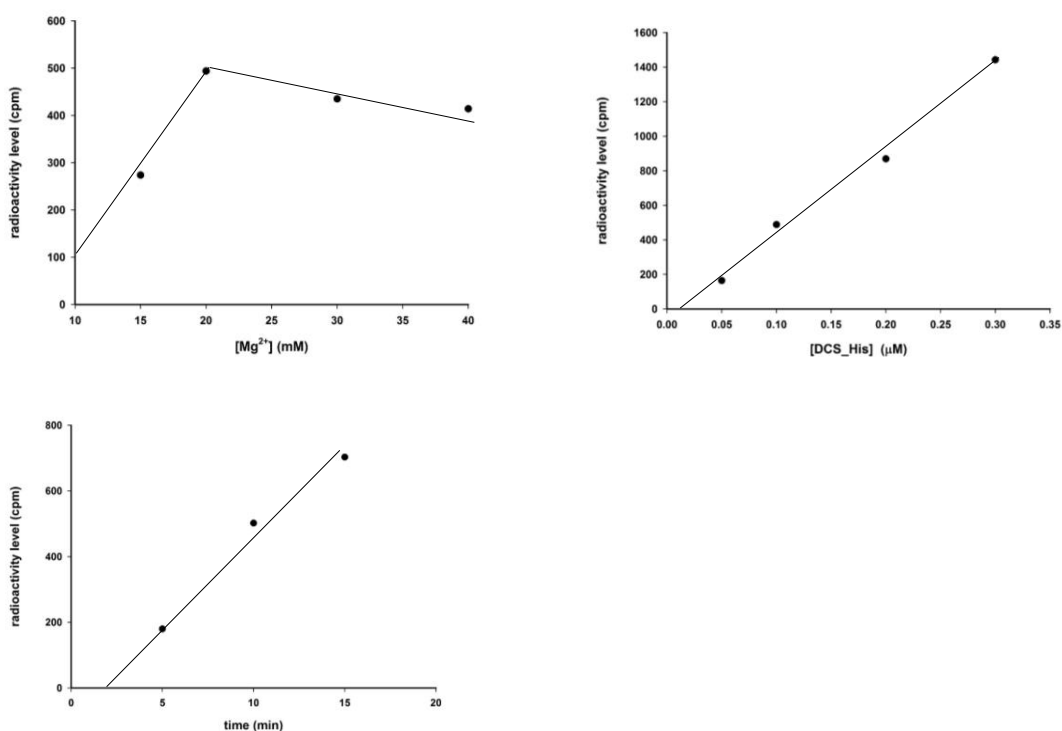 600
500
400
300
200
100
0
10 15 20 25 30 35 40
radioactivity level (cpm)
[Mg²⁺] (mM)
1600
1400
1200
1000
800
600
400
200
0
0.00 0.05 0.10 0.15 0.20 0.25 0.30 0.35
radioactivity level (cpm)
[DCS_His] (μM)
800
600
400
200
0
0 5 10 15 20
radioactivity level (cpm)
time (min)